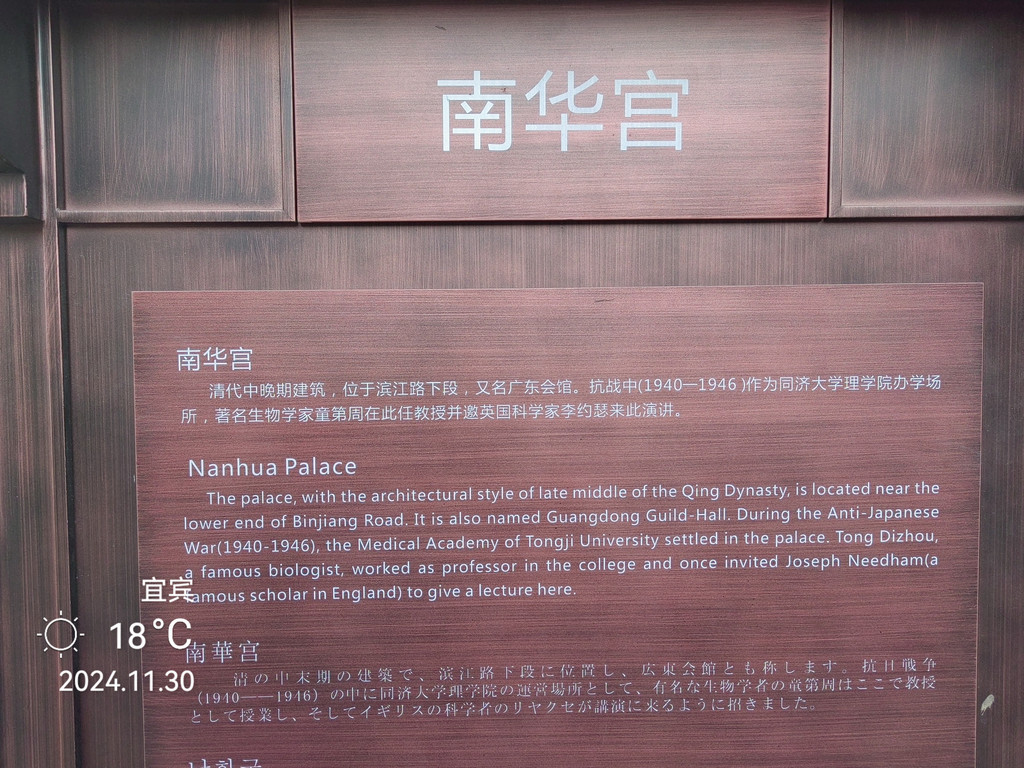 南华宫
南华宫
清代中晚期建筑，位于滨江路下段，又名广东会馆。抗战中(1940—1946)作为同济大学理学院办学场
所，著名生物学家童第周在此任教授并邀英国科学家李约瑟来此演讲。
Nanhua Palace
The palace, with the architectural style of late middle of the Qing Dynasty, is located near the
lower end of Binjiang Road. It is also named Guangdong Guild-Hall. During the Anti-Japanese
War(1940-1946), the Medical Academy of Tongji University settled in the palace. Tong Dizhou,
a famous biologist, worked as professor in the college and once invited Joseph Needham(a
famous scholar in England) to give a lecture here.
南華宮
清の中末期の建築で、滨江路下段に位置し、広東会館とも称します。抗日戦争
（1940——1946）の中に同济大学理学院の運営場所として、有名な生物学者の童第周はここで教授
として授業し、そしてイギリスの科学者のリヤクセが講演に来るように招きました。
宜宾
18°C
2024.11.30